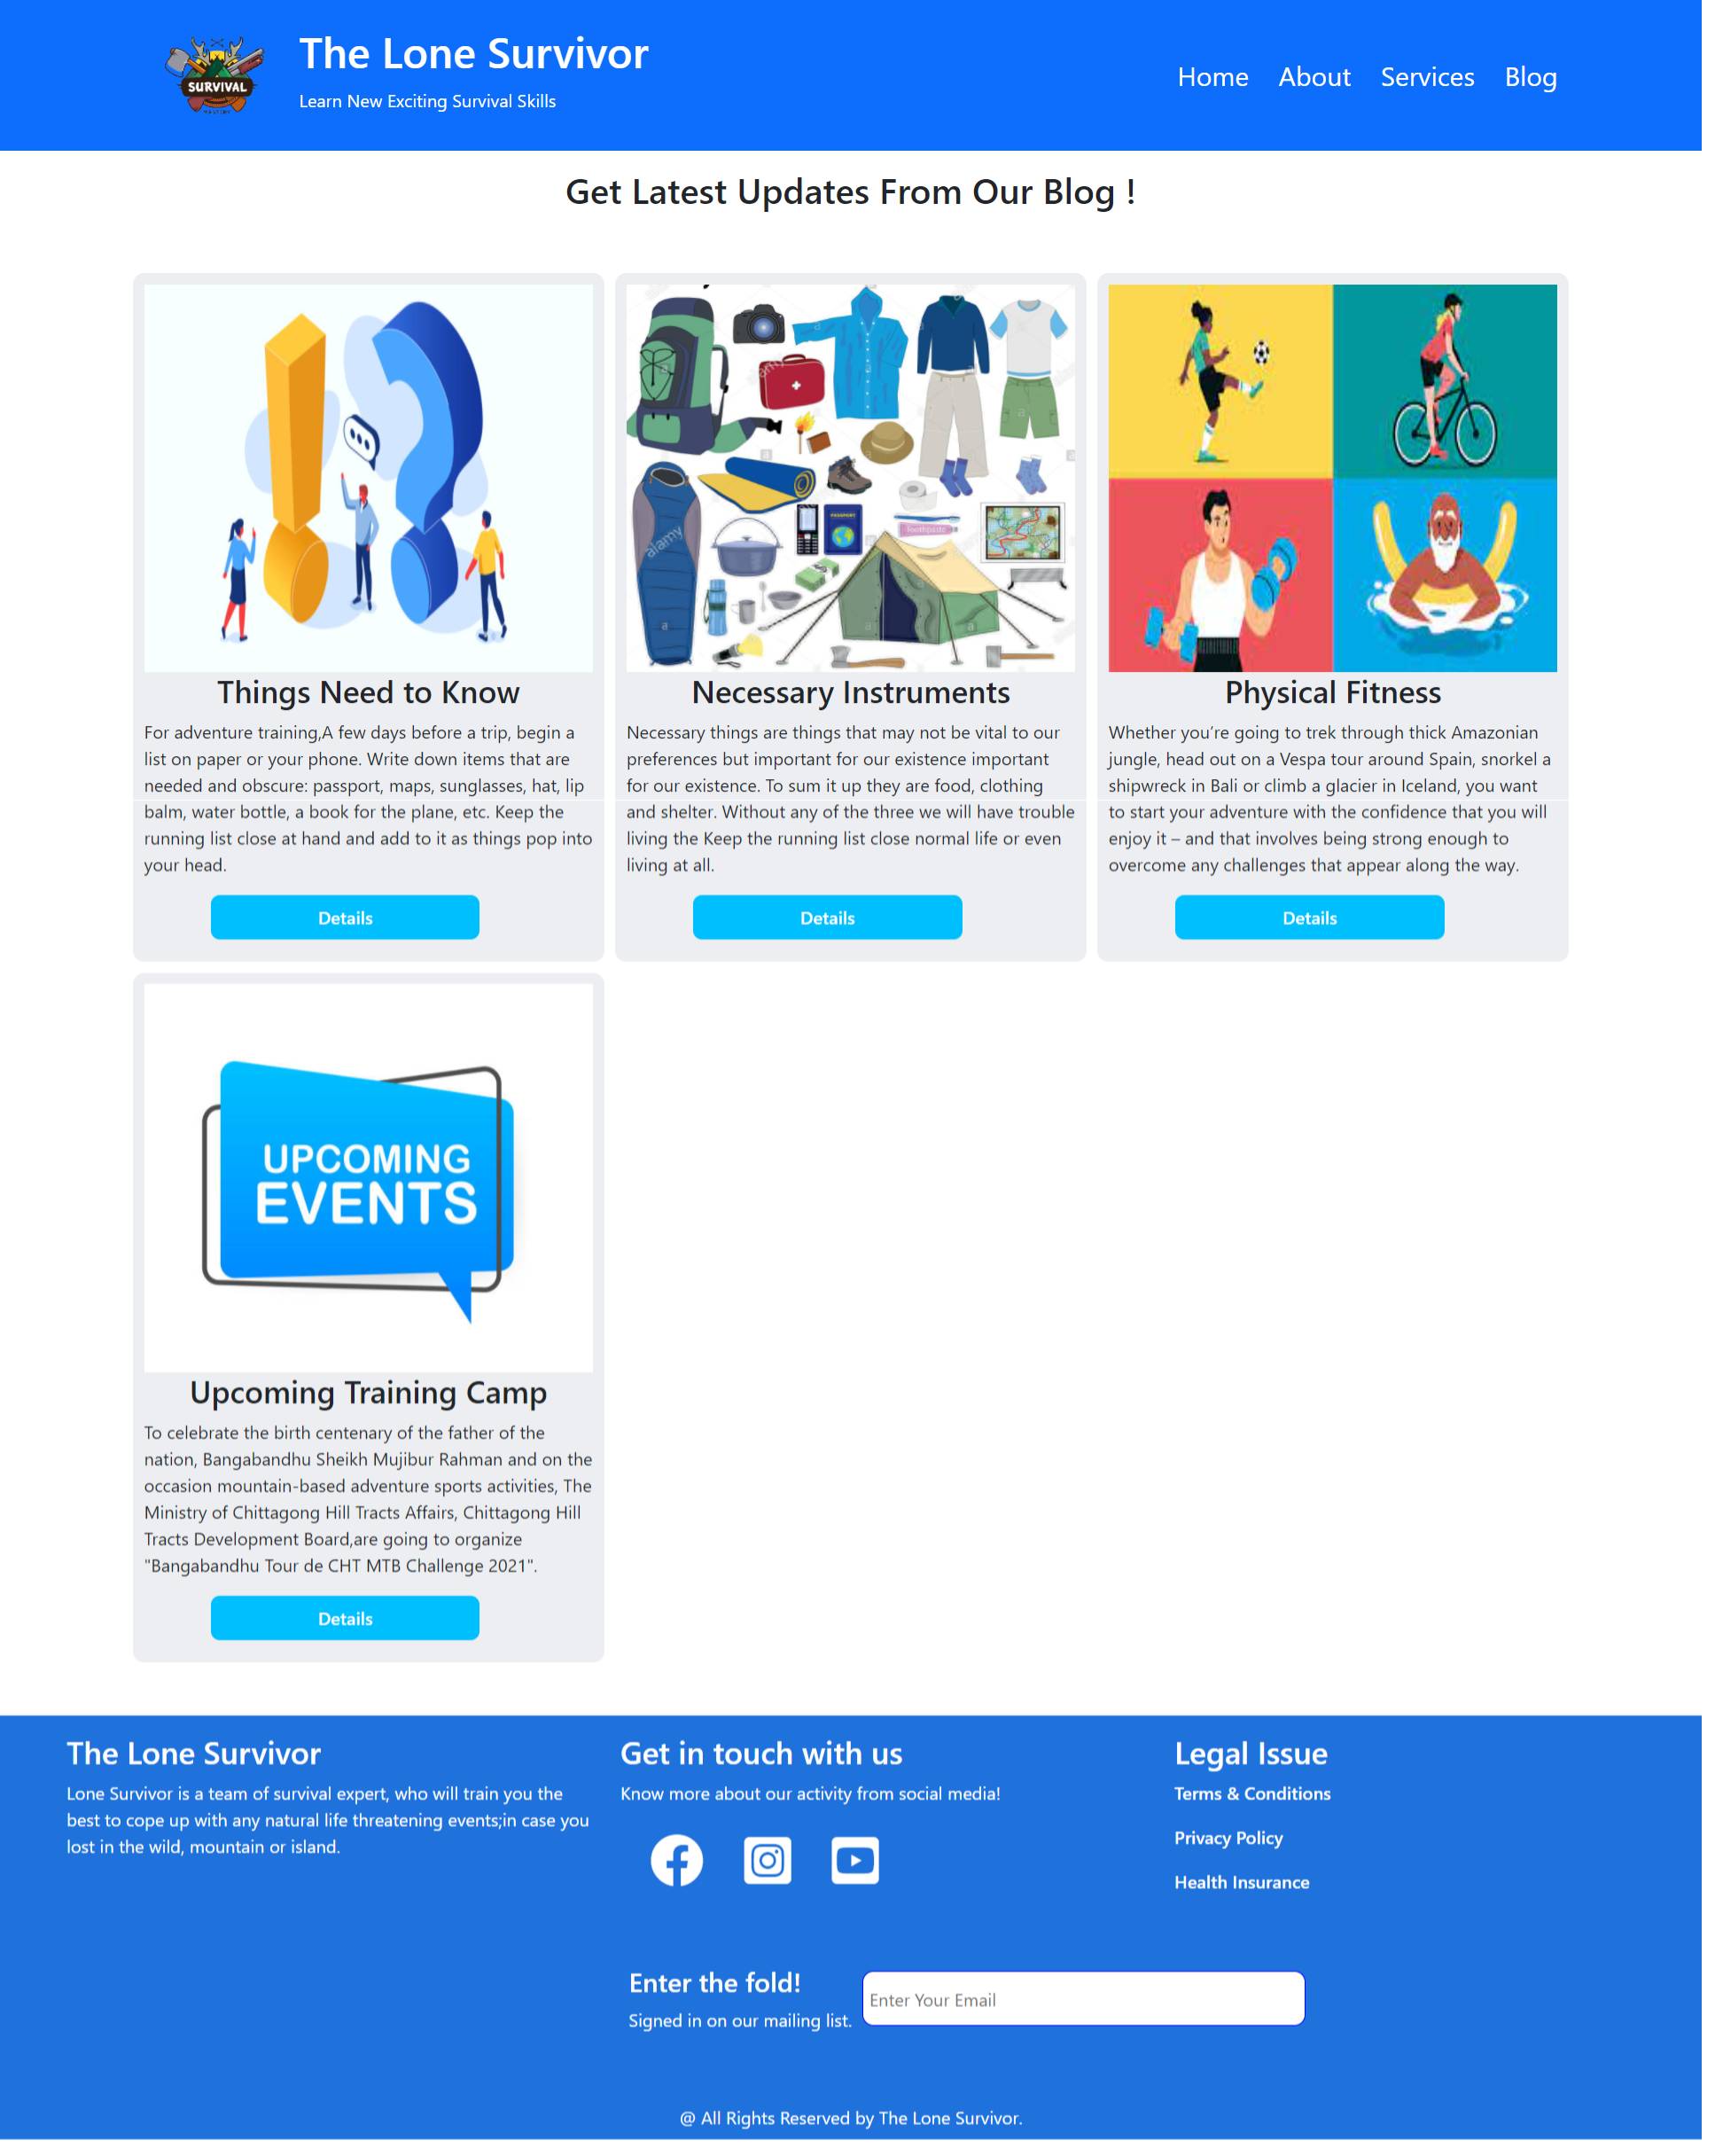 SURVIVAL
The Lone Survivor
Learn New Exciting Survival Skills
Home About Services Blog
Get Latest Updates From Our Blog !
alamy
a
a
PASSPORT
alamy
a
a
Things Need to Know
For adventure training,A few days before a trip, begin a
list on paper or your phone. Write down items that are
needed and obscure: passport, maps, sunglasses, hat, lip
balm, water bottle, a book for the plane, etc. Keep the
running list close at hand and add to it as things pop into
your head.
Details
Necessary Instruments
Necessary things are things that may not be vital to our
preferences but important for our existence important
for our existence. To sum it up they are food, clothing
and shelter. Without any of the three we will have trouble
living the Keep the running list close normal life or even
living at all.
Details
Physical Fitness
Whether you’re going to trek through thick Amazonian
jungle, head out on a Vespa tour around Spain, snorkel a
shipwreck in Bali or climb a glacier in Iceland, you want
to start your adventure with the confidence that you will
enjoy it – and that involves being strong enough to
overcome any challenges that appear along the way.
Details
UPCOMING
EVENTS
Upcoming Training Camp
To celebrate the birth centenary of the father of the
nation, Bangabandhu Sheikh Mujibur Rahman and on the
occasion mountain-based adventure sports activities, The
Ministry of Chittagong Hill Tracts Affairs, Chittagong Hill
Tracts Development Board,are going to organize
"Bangabandhu Tour de CHT MTB Challenge 2021".
Details
The Lone Survivor
Lone Survivor is a team of survival expert, who will train you the
best to cope up with any natural life threatening events;in case you
lost in the wild, mountain or island.
Get in touch with us
Know more about our activity from social media!
Legal Issue
Terms & Conditions
Privacy Policy
Health Insurance
Enter the fold!
Signed in on our mailing list.
Enter Your Email
@ All Rights Reserved by The Lone Survivor.